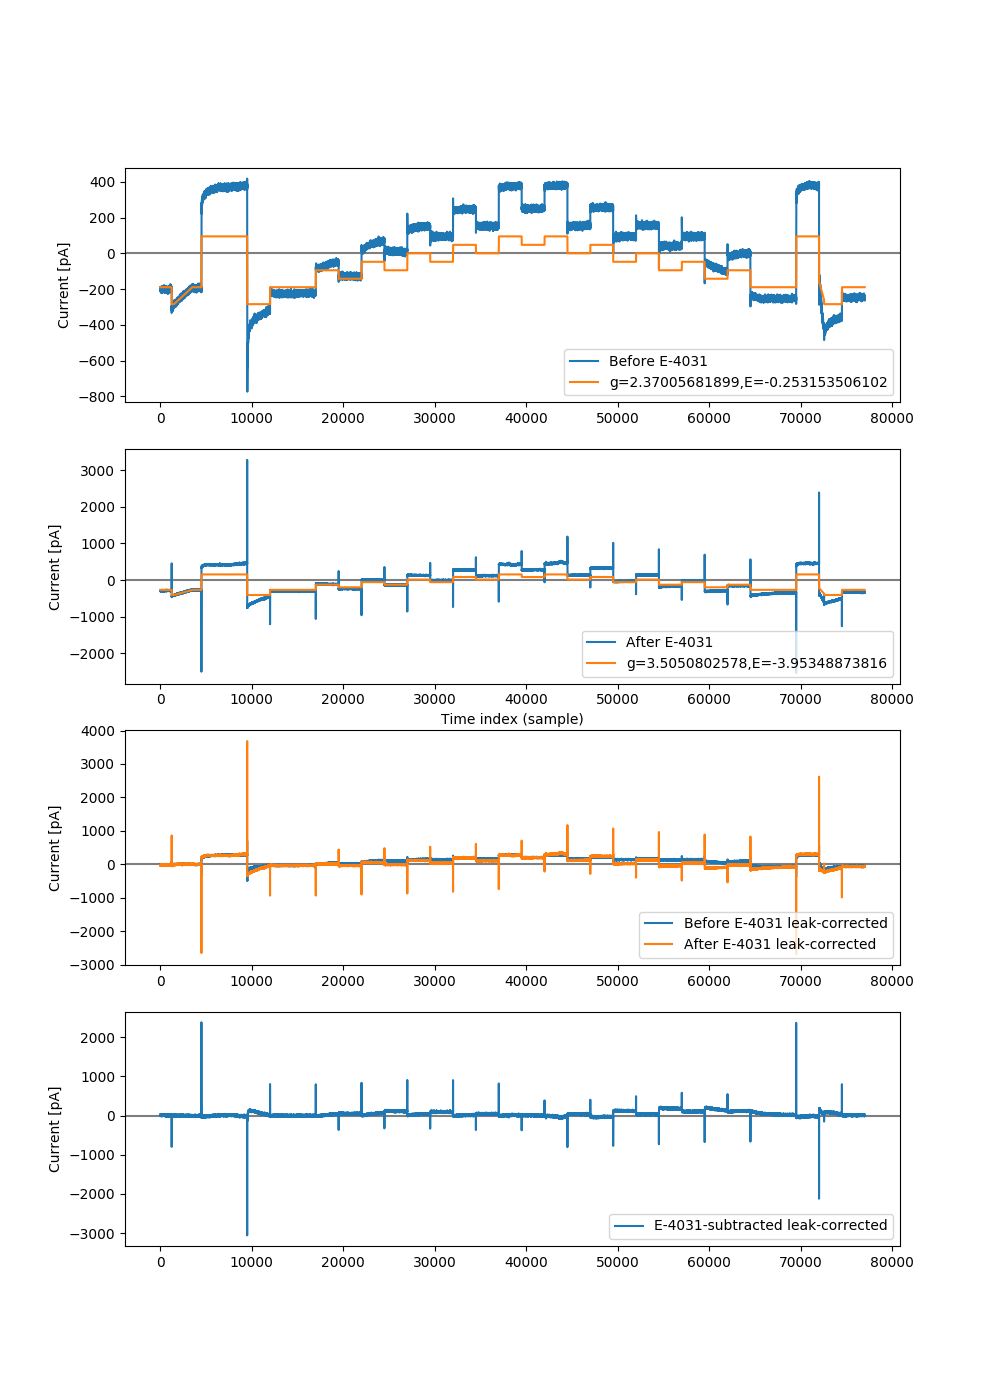 400
200
0
−200
−400
−600
−800
Current [pA]
Before E-4031
g=2.37005681899,E=-0.253153506102
0 10000 20000 30000 40000 50000 60000 70000 80000
3000
2000
1000
0
−1000
−2000
Current [pA]
After E-4031
g=3.5050802578,E=-3.95348873816
0 10000 20000 30000 40000 50000 60000 70000 80000
Time index (sample)
4000
3000
2000
1000
0
−1000
−2000
−3000
Current [pA]
Before E-4031 leak-corrected
After E-4031 leak-corrected
0 10000 20000 30000 40000 50000 60000 70000 80000
2000
1000
0
−1000
−2000
−3000
Current [pA]
E-4031-subtracted leak-corrected
0 10000 20000 30000 40000 50000 60000 70000 80000